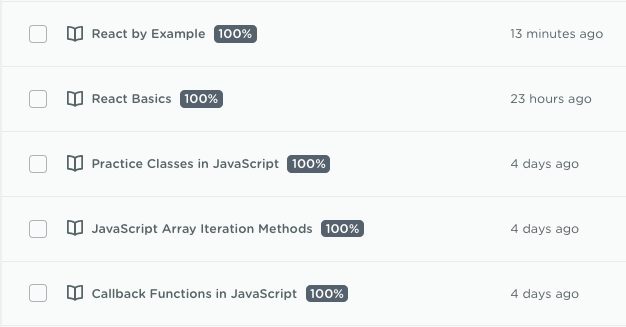 React by Example 100% 13 minutes ago
React Basics 100% 23 hours ago
Practice Classes in JavaScript 100% 4 days ago
JavaScript Array Iteration Methods 100% 4 days ago
Callback Functions in JavaScript 100% 4 days ago